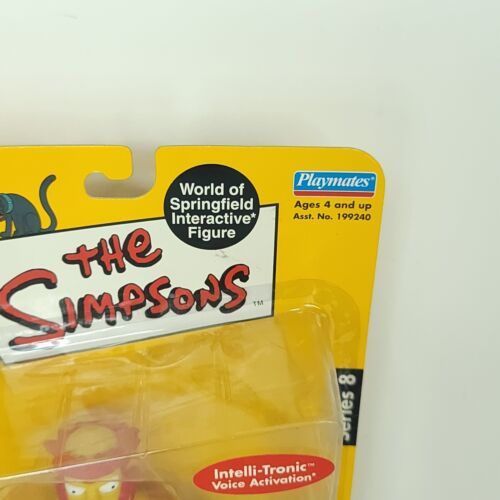 World of
Springfield
Interactive*
Figure
Playmates®
Ages 4 and up
Asst. No. 199240
THE
SIMPSONS
TM
Series 8
Intelli-Tronic™
Voice Activation*